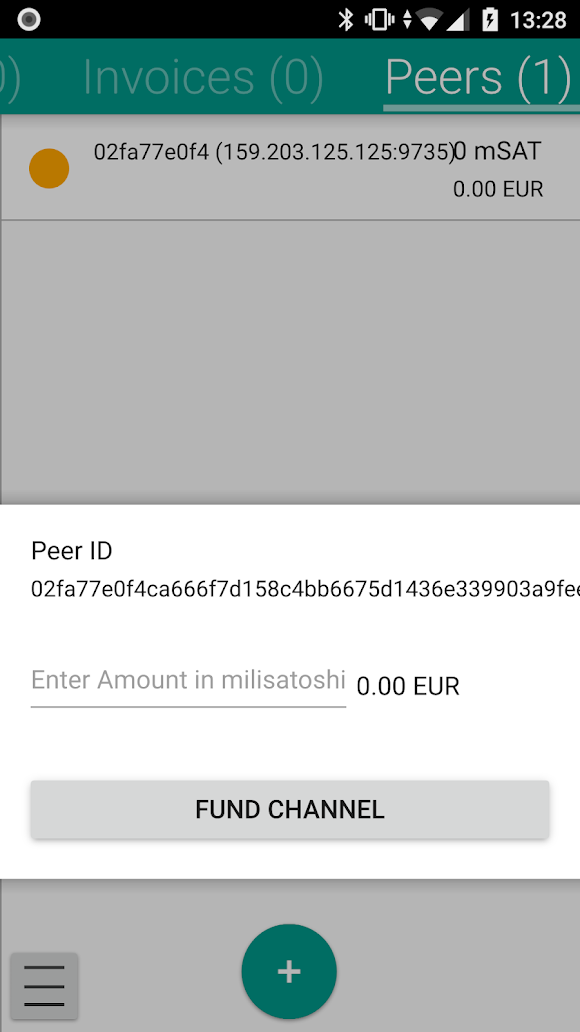 13:28
0) Invoices (0) Peers (1)
02fa77e0f4 (159.203.125.125:9735) 0 mSAT
0.00 EUR
Peer ID
02fa77e0f4ca666f7d158c4bb6675d1436e339903a9fee
Enter Amount in milisatoshi 0.00 EUR
FUND CHANNEL
+